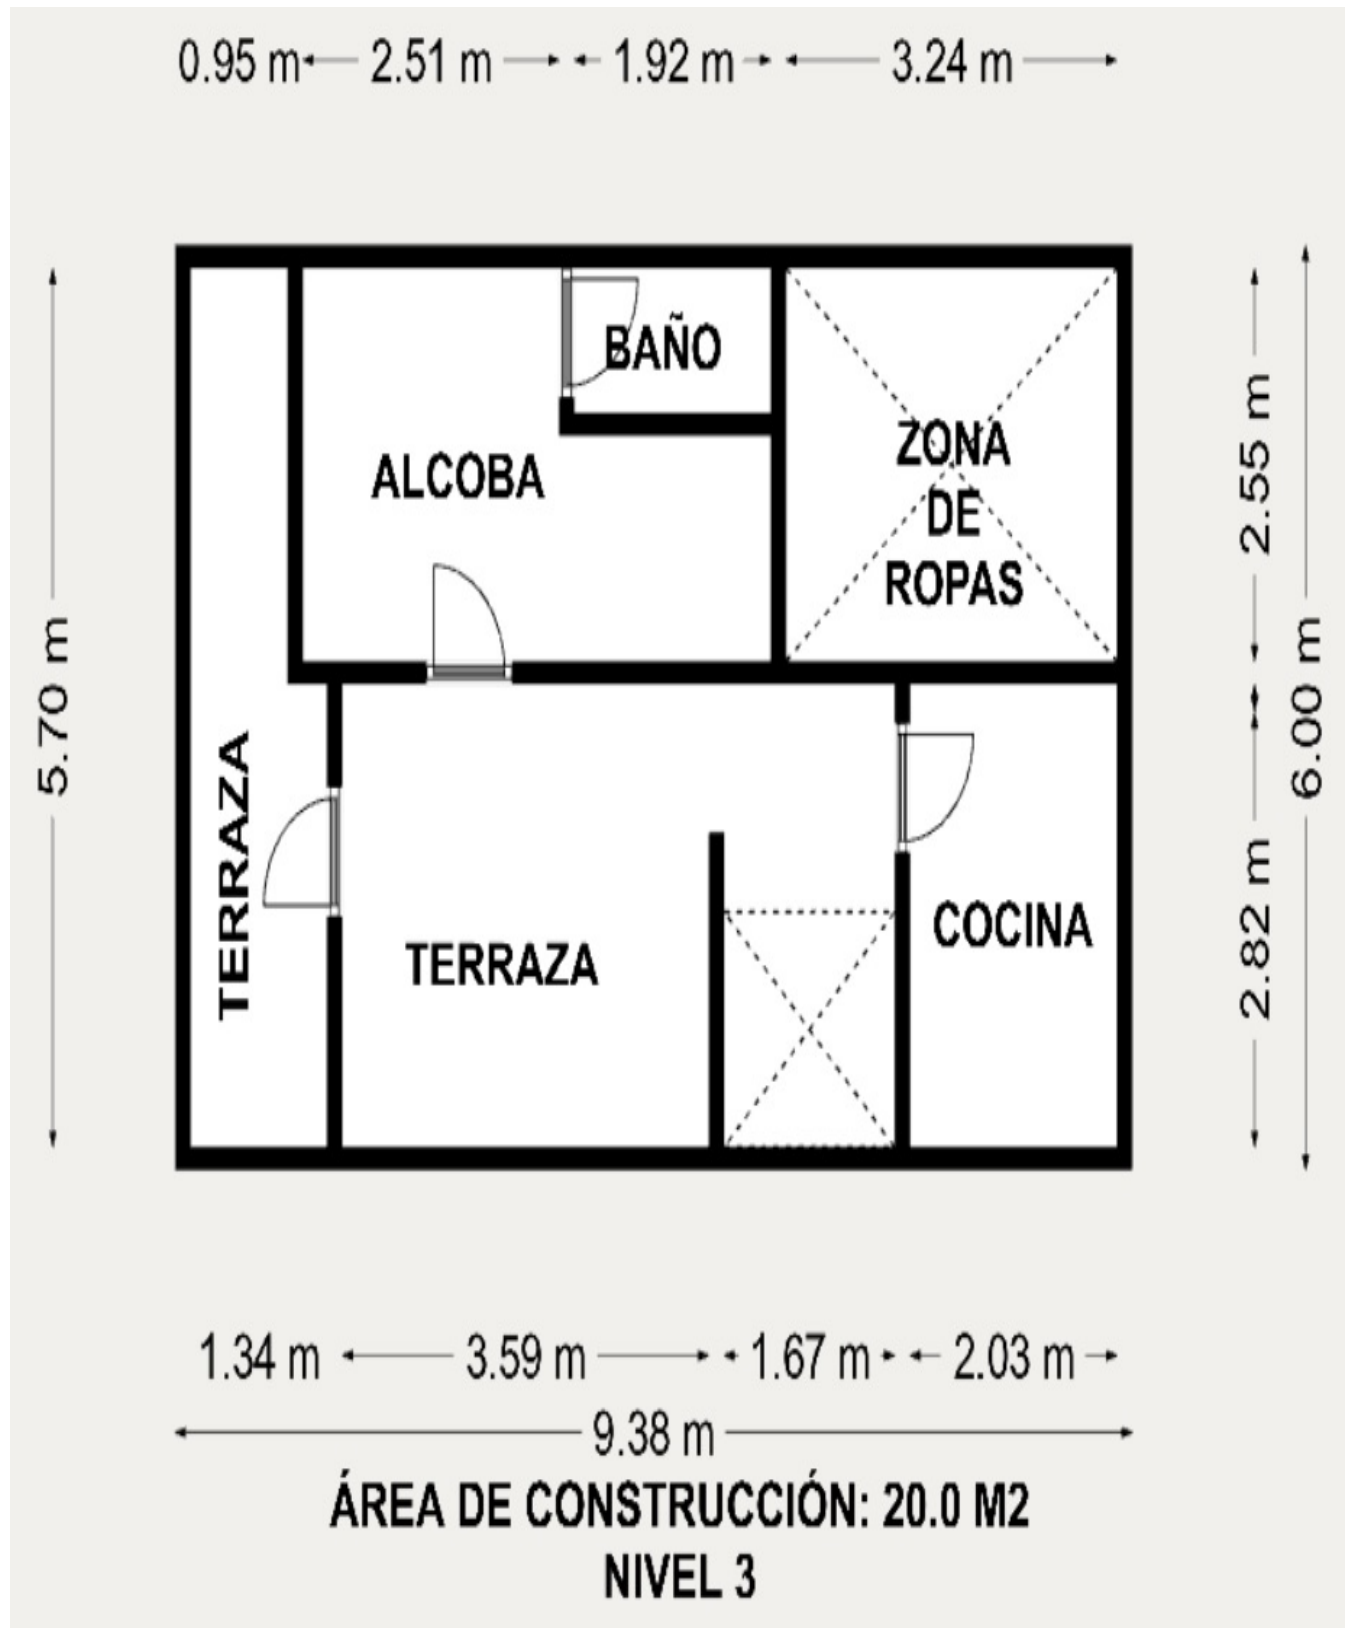 0.95 m 2.51 m 1.92 m 3.24 m
BAÑO
ALCOBA
ZONA
DE
ROPAS
2.55 m
5.70 m
6.00 m
TERRAZA
TERRAZA
COCINA
2.82 m
1.34 m 3.59 m 1.67 m 2.03 m
9.38 m
ÁREA DE CONSTRUCCIÓN: 20.0 M2
NIVEL 3